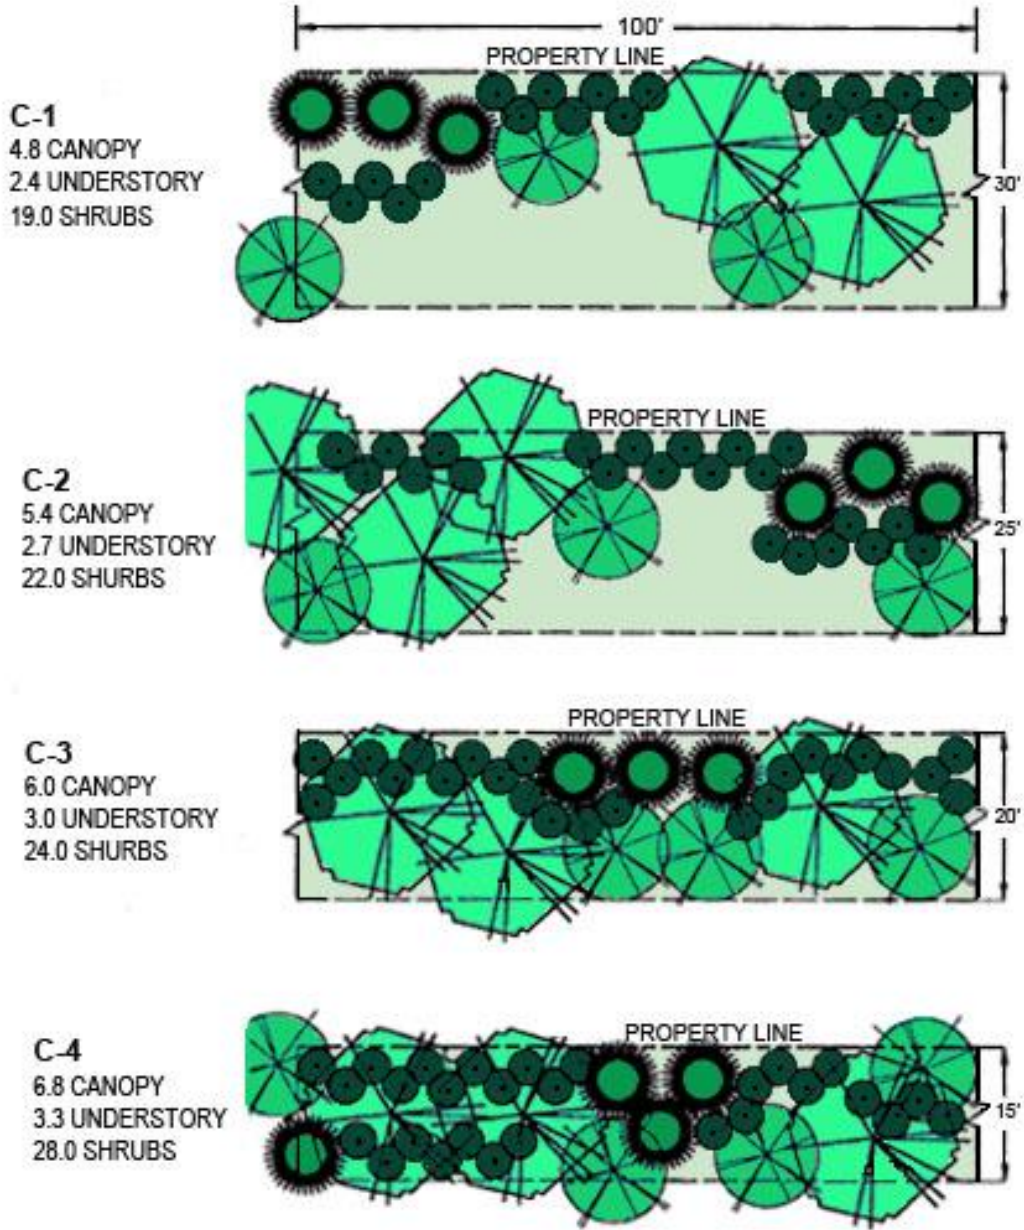 100'
PROPERTY LINE
C-1
4.8 CANOPY
2.4 UNDERSTORY
19.0 SHRUBS
30'
PROPERTY LINE
C-2
5.4 CANOPY
2.7 UNDERSTORY
22.0 SHURBS
25'
PROPERTY LINE
C-3
6.0 CANOPY
3.0 UNDERSTORY
24.0 SHURBS
20'
PROPERTY LINE
C-4
6.8 CANOPY
3.3 UNDERSTORY
28.0 SHRUBS
15'